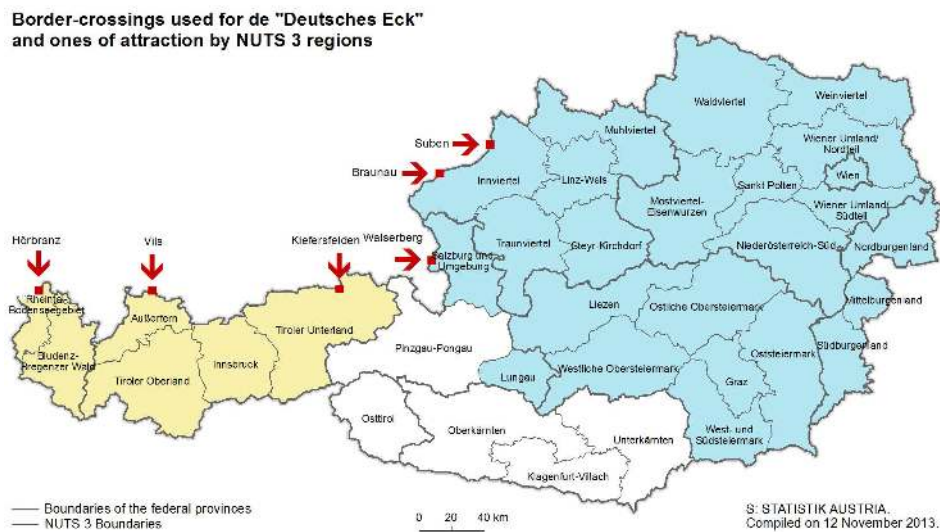 Border-crossings used for de "Deutsches Eck"
and ones of attraction by NUTS 3 regions
Waldviertel
Weinviertel
Mühlviertel
Suben
Wiener Umland/
Nordteil
Braunau
Innviertel
Linz-Wels
Wien
Sankt Pölten
Mostviertel-
Eisenwurzen
Wiener Umland/
Südteil
Hörbranz
Vils
Kiefersfelden
Walserberg
Traunviertel
Steyr-Kirchdorf
Niederösterreich-Süd
Nordburgenland
Salzburg und
Umgebung
Rheintal-
Bodenseegebiet
Außerfern
Tiroler Unterland
Liezen
Östliche Obersteiermark
Mittelburgenland
Bludenz-
Bregenzer Wald
Innsbruck
Pinzgau-Pongau
Oststeiermark
Südburgenland
Tiroler Oberland
Lungau
Westliche Obersteiermark
Graz
Osttirol
Oberkärnten
Unterkärnten
West- und
Südsteiermark
Klagenfurt-Villach
Boundaries of the federal provinces
NUTS 3 Boundaries
0 20 40 km
S: STATISTIK AUSTRIA.
Compiled on 12 November 2013.